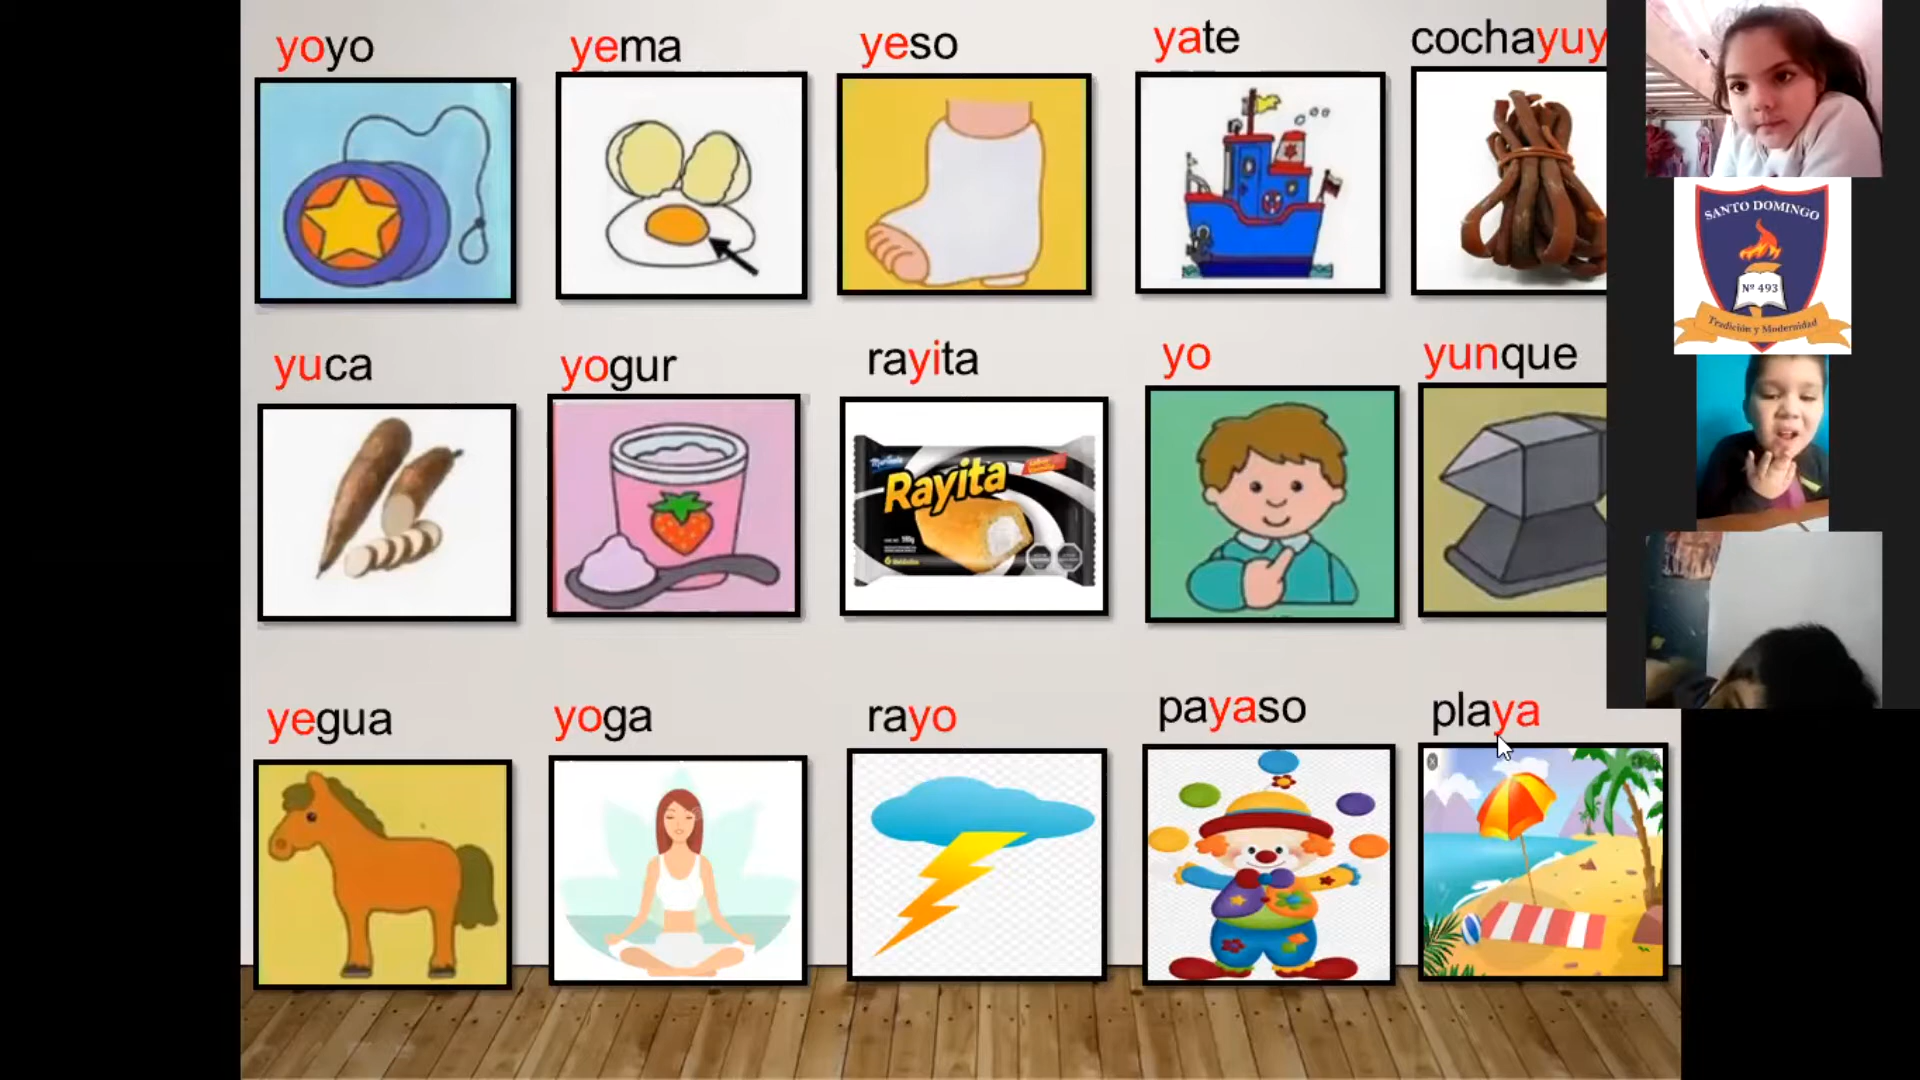 yoyo
yema
yeso
yate
cochayuy
SANTO DOMINGO
Nº 493
Tradición y Modernidad
yuca
yogur
rayita
yo
yunque
Rayita
yegua
yoga
rayo
payaso
playa